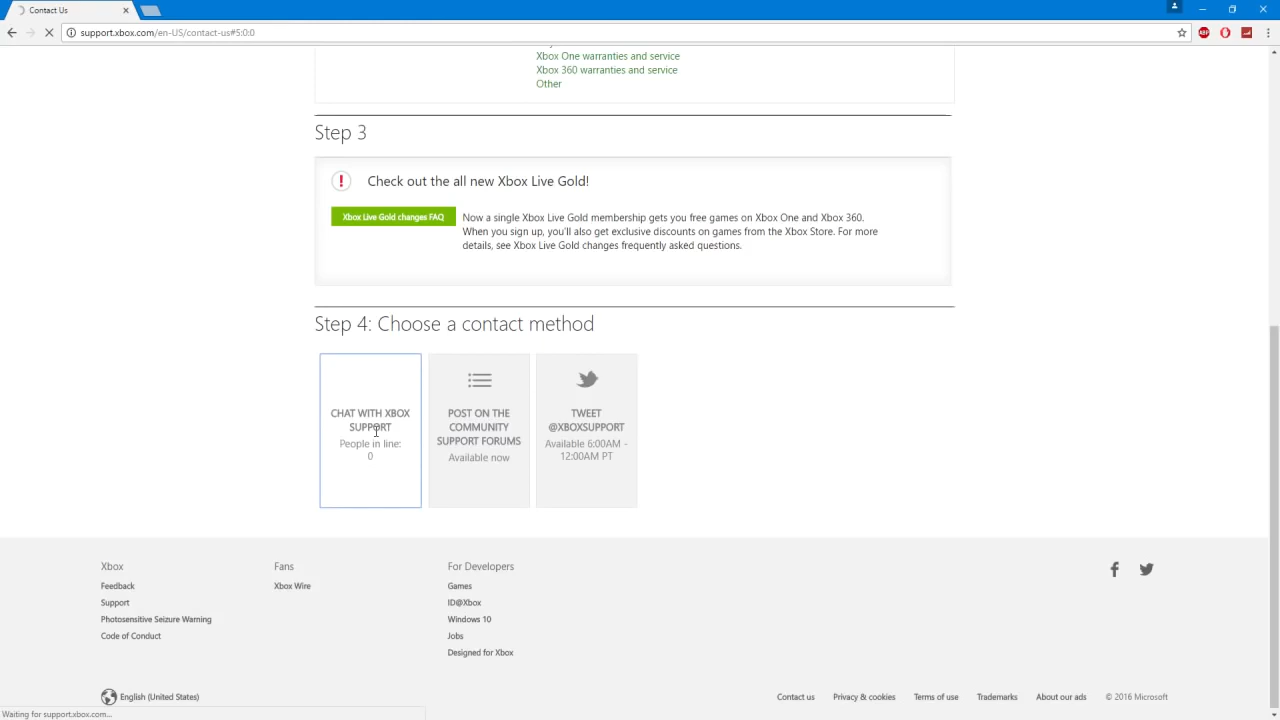 Contact Us
support.xbox.com/en-US/contact-us#5:0:0
Xbox One warranties and service
Xbox 360 warranties and service
Other
Step 3
Check out the all new Xbox Live Gold!
Xbox Live Gold changes FAQ
Now a single Xbox Live Gold membership gets you free games on Xbox One and Xbox 360.
When you sign up, you'll also get exclusive discounts on games from the Xbox Store. For more
details, see Xbox Live Gold changes frequently asked questions.
Step 4: Choose a contact method
CHAT WITH XBOX
SUPPORT
People in line:
0
POST ON THE
COMMUNITY
SUPPORT FORUMS
Available now
TWEET
@XBOXSUPPORT
Available 6:00AM -
12:00AM PT
Xbox
Feedback
Support
Photosensitive Seizure Warning
Code of Conduct
Fans
Xbox Wire
For Developers
Games
ID@Xbox
Windows 10
Jobs
Designed for Xbox
English (United States)
Contact us
Privacy & cookies
Terms of use
Trademarks
About our ads
© 2016 Microsoft
Waiting for support.xbox.com...